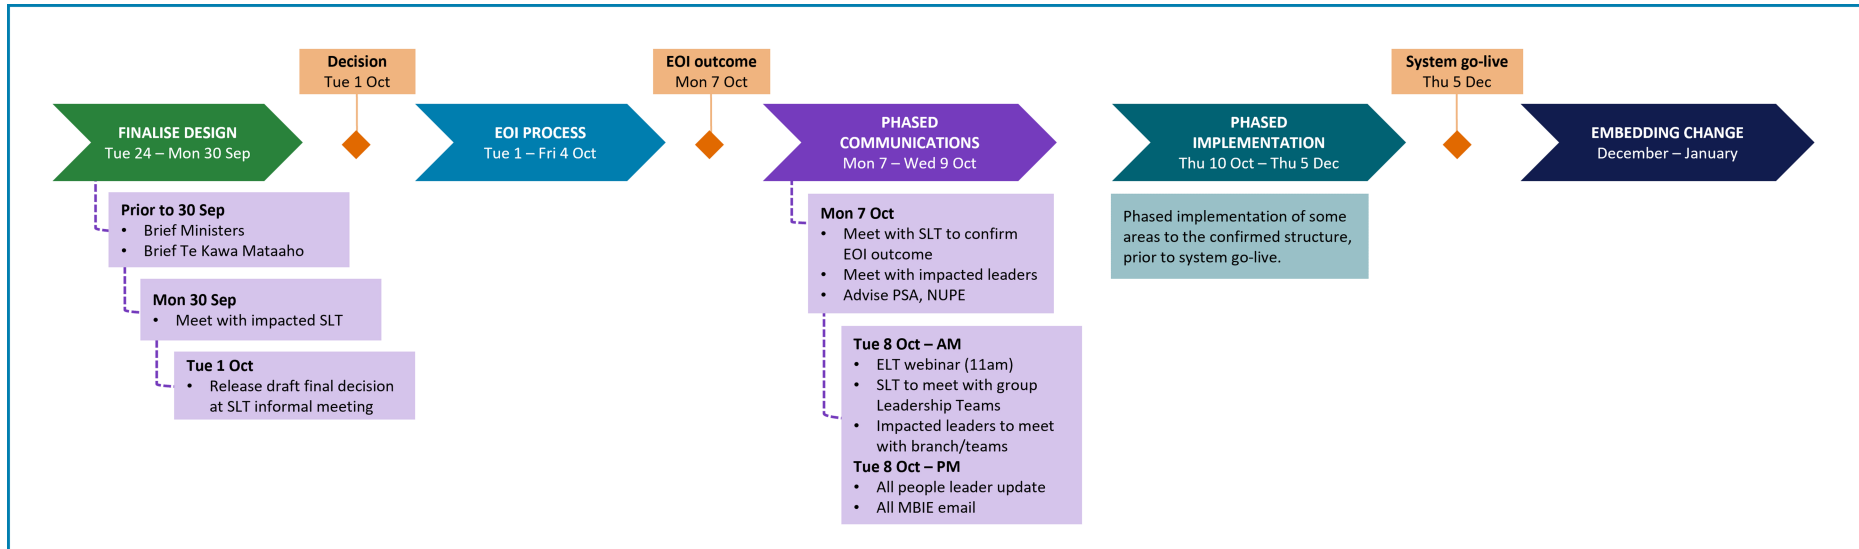 Decision
Tue 1 Oct
EOI outcome
Mon 7 Oct
System go-live
Thu 5 Dec
FINALISE DESIGN
Tue 24 – Mon 30 Sep
EOI PROCESS
Tue 1 – Fri 4 Oct
PHASED
COMMUNICATIONS
Mon 7 – Wed 9 Oct
PHASED
IMPLEMENTATION
Thu 10 Oct – Thu 5 Dec
EMBEDDING CHANGE
December – January
Prior to 30 Sep
• Brief Ministers
• Brief Te Kawa Mataaho
Mon 30 Sep
• Meet with impacted SLT
Tue 1 Oct
• Release draft final decision
at SLT informal meeting
Mon 7 Oct
• Meet with SLT to confirm
EOI outcome
• Meet with impacted leaders
• Advise PSA, NUPE
Tue 8 Oct – AM
• ELT webinar (11am)
• SLT to meet with group
Leadership Teams
• Impacted leaders to meet
with branch/teams
Tue 8 Oct – PM
• All people leader update
• All MBIE email
Phased implementation of some
areas to the confirmed structure,
prior to system go-live.